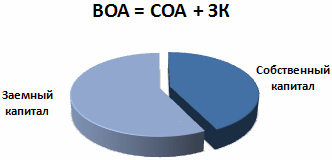 ВОА = СОА + ЗК
Собственный
капитал
Заемный
капитал